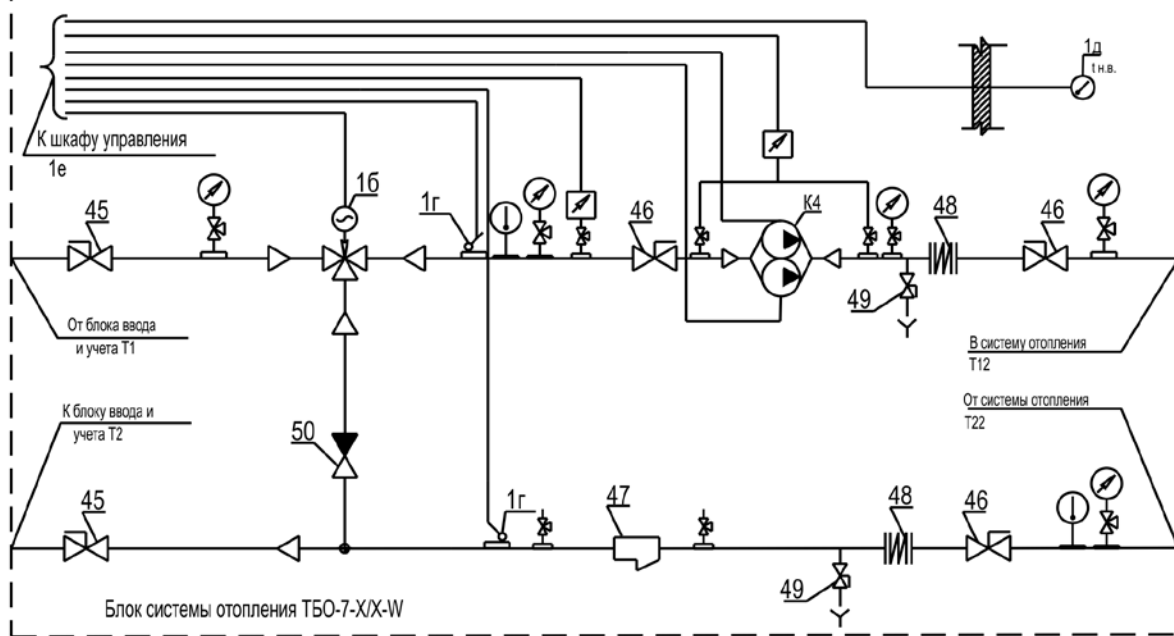 1д
t н.в.
К шкафу управления
1е
1б
К4
45
1г
46
48
46
49
От блока ввода
и учета Т1
В систему отопления
Т12
К блоку ввода и
учета Т2
От системы отопления
Т22
50
45
1г
47
48
46
49
Блок системы отопления ТБО-7-Х/Х-W